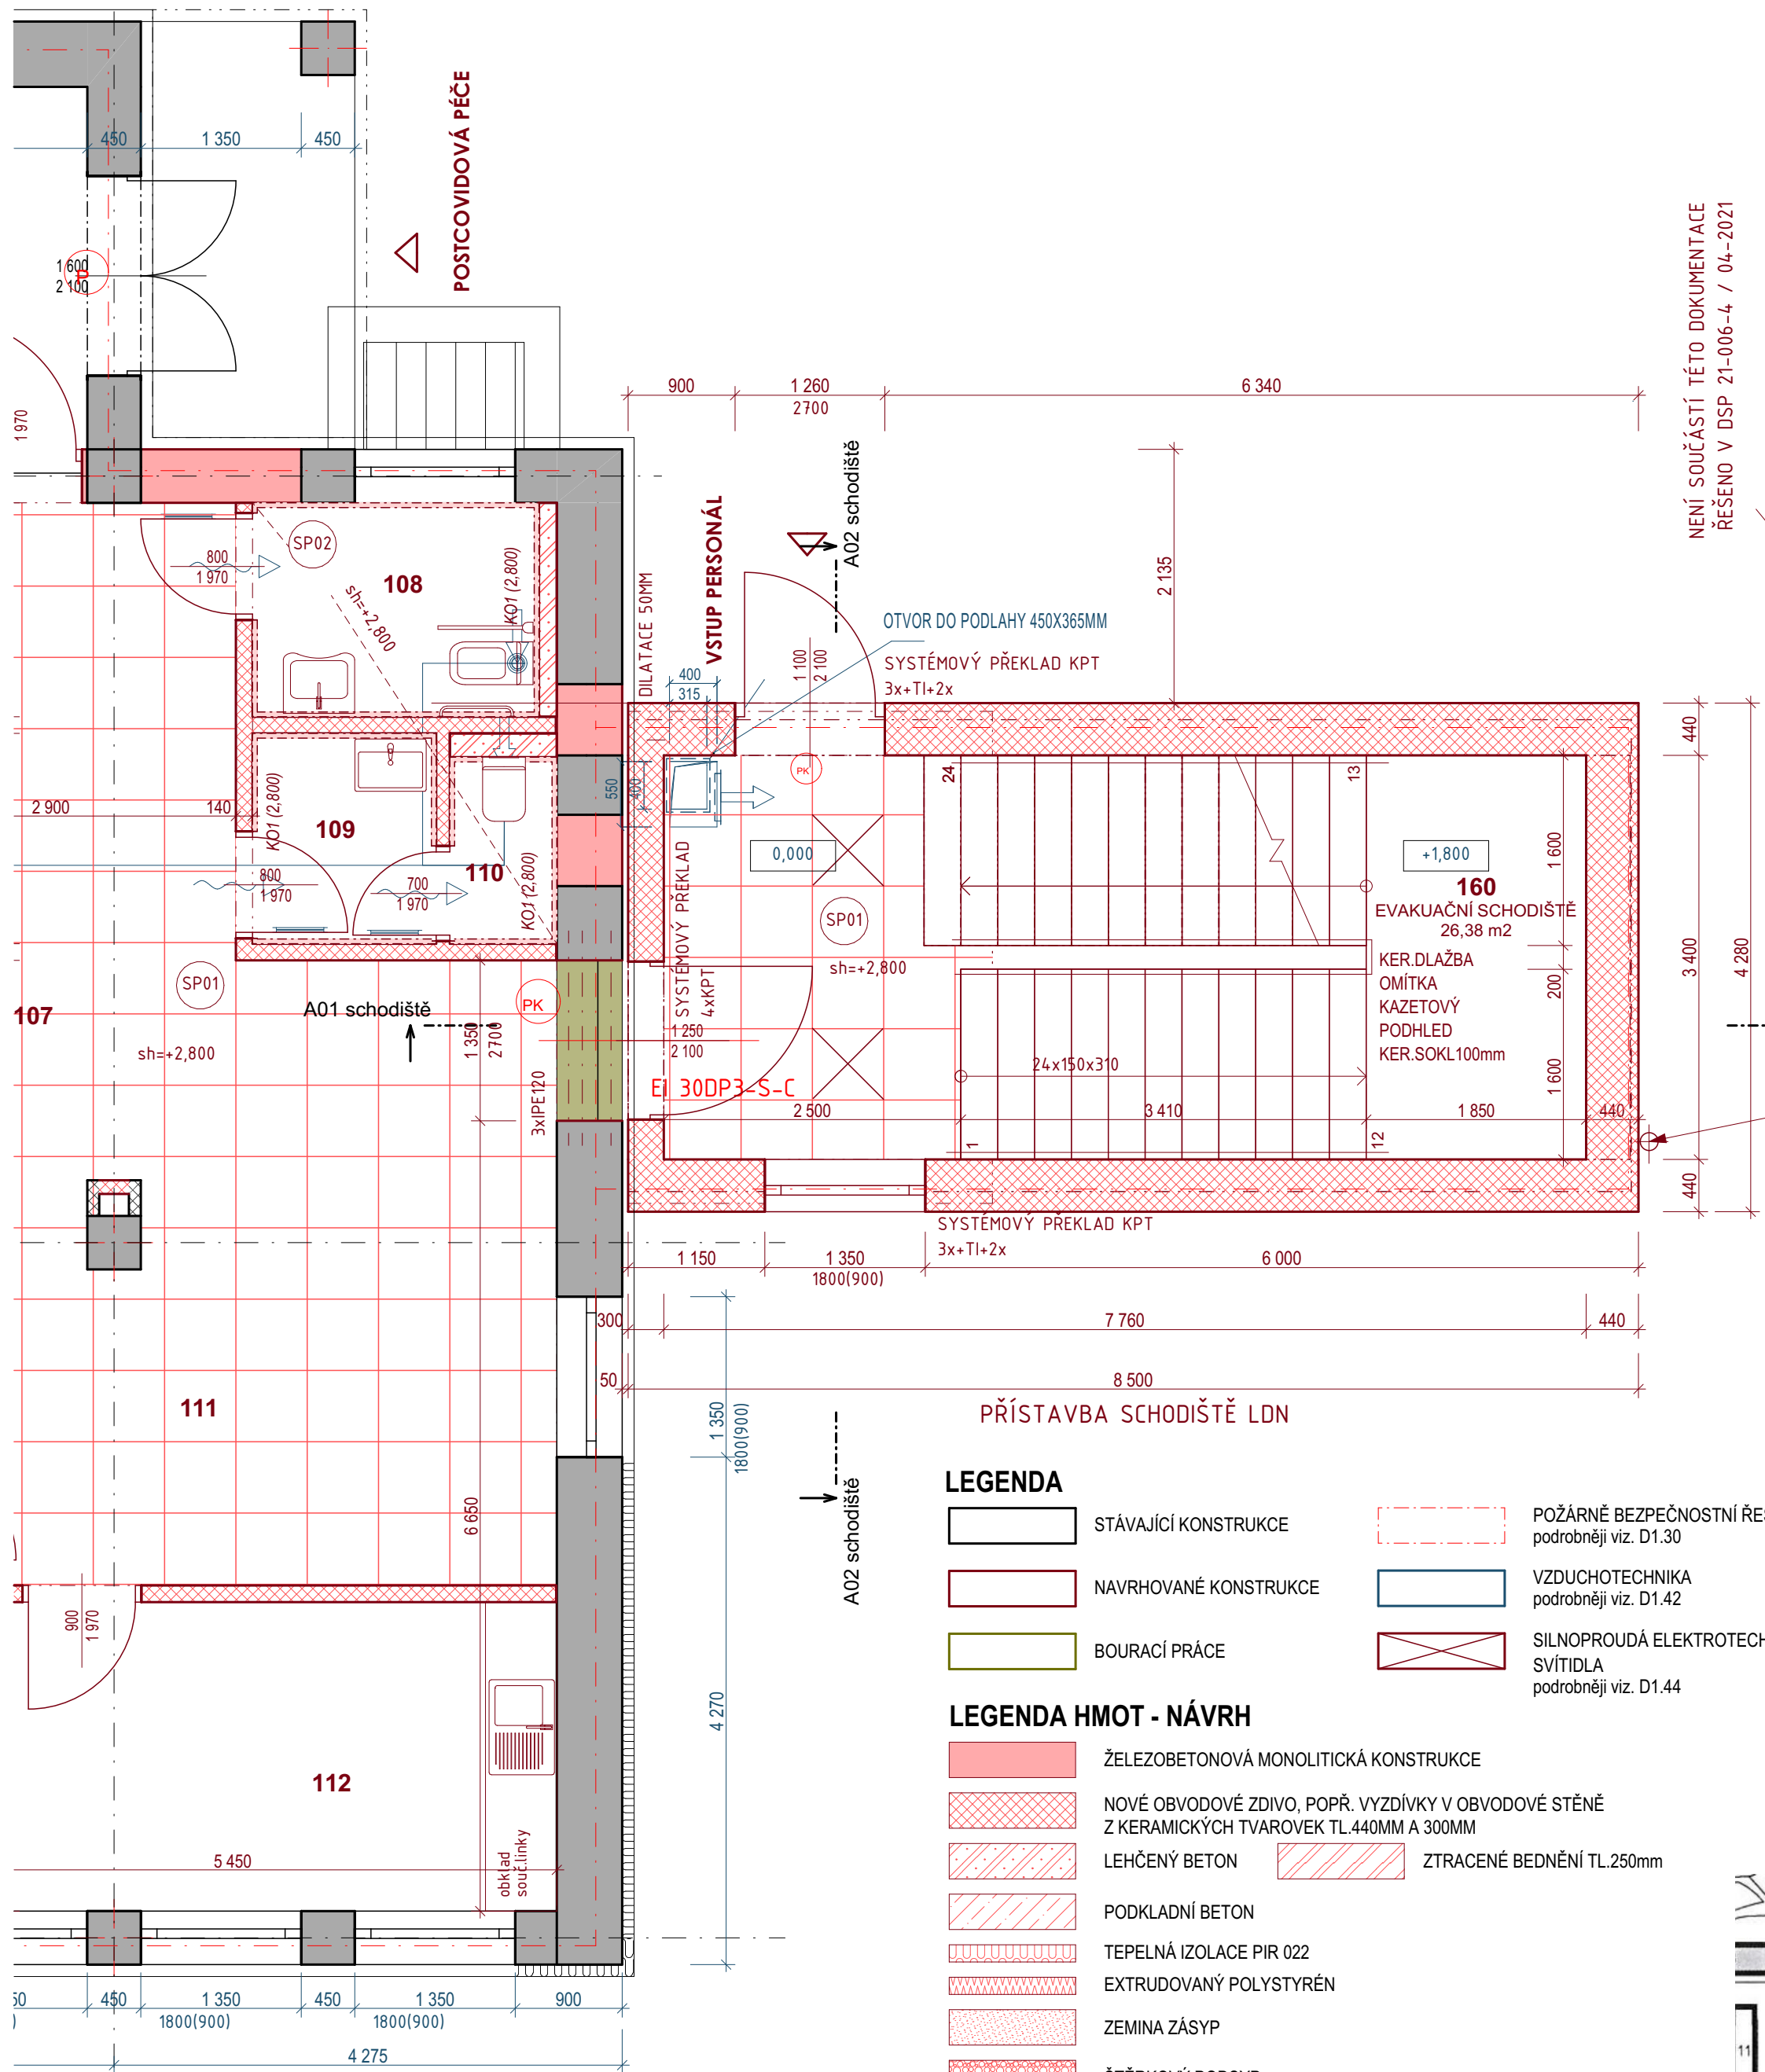 450
1 350
450
POSTCOVIDOVÁ PÉČE
1 600
2 100
1 970
NENÍ SOUČÁSTÍ TÉTO DOKUMENTACE
ŘEŠENO V DSP 21-006-4 / 04-2021
900
1 260
2700
6 340
A02 schodiště
VSTUP PERSONÁL
DILATACE 50MM
2 135
SP02
800
1 970
108
sh=+2,800
KO1 (2,800)
OTVOR DO PODLAHY 450X365MM
SYSTÉMOVÝ PŘEKLAD KPT
3x+TI+2x
1 100
2 100
400
315
PK
550
400
24
13
440
4 280
3 400
2 900
140
KO1 (2,800)
109
110
KO1 (2,800)
800
1 970
700
1 970
0,000
+1,800
1 600
160
EVAKUAČNÍ SCHODIŠTĚ
26,38 m2
KER.DLAŽBA
OMÍTKA
KAZETOVÝ
PODHLED
KER.SOKL100mm
200
1 600
SP01
sh=+2,800
SYSTÉMOVÝ PŘEKLAD
4xKPT
1 250
2 100
EI 30DP3-S-C
24x150x310
2 500
3 410
1 850
440
1
12
440
SP01
107
sh=+2,800
A01 schodiště
PK
1 350
2700
3xIPE120
SYSTÉMOVÝ PŘEKLAD KPT
3x+TI+2x
1 150
1 350
1800(900)
6 000
300
7 760
440
50
8 500
PŘÍSTAVBA SCHODIŠTĚ LDN
1 350
1800(900)
A02 schodiště
111
6 650
900
1 970
4 270
112
obklad
souč.linky
5 450
450
1 350
1800(900)
450
1 350
1800(900)
900
4 275
LEGENDA
STÁVAJÍCÍ KONSTRUKCE
POŽÁRNĚ BEZPEČNOSTNÍ ŘEŠ
podrobněji viz. D1.30
NAVRHOVANÉ KONSTRUKCE
VZDUCHOTECHNIKA
podrobněji viz. D1.42
BOURACÍ PRÁCE
SILNOPROUDÁ ELEKTROTECH
SVÍTIDLA
podrobněji viz. D1.44
LEGENDA HMOT - NÁVRH
ŽELEZOBETONOVÁ MONOLITICKÁ KONSTRUKCE
NOVÉ OBVODOVÉ ZDIVO, POPŘ. VYZDÍVKY V OBVODOVÉ STĚNĚ
Z KERAMICKÝCH TVAROVEK TL.440MM A 300MM
LEHČENÝ BETON
ZTRACENÉ BEDNĚNÍ TL.250mm
PODKLADNÍ BETON
TEPELNÁ IZOLACE PIR 022
EXTRUDOVANÝ POLYSTYRÉN
ZEMINA ZÁSYP
11